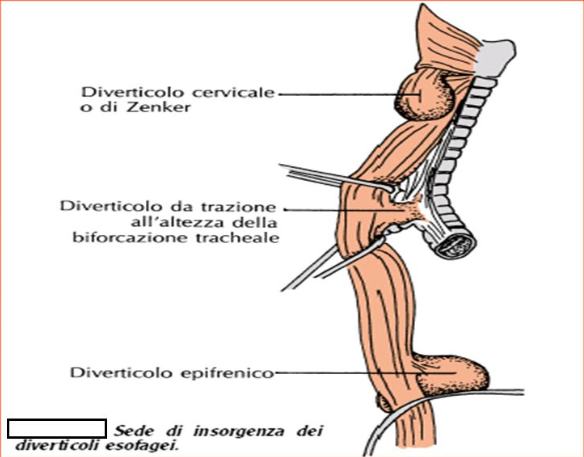 Diverticolo cervicale
o di Zenker
Diverticolo da trazione
all'altezza della
biforcazione tracheale
Diverticolo epifrenico
Sede di insorgenza dei
diverticoli esofagei.